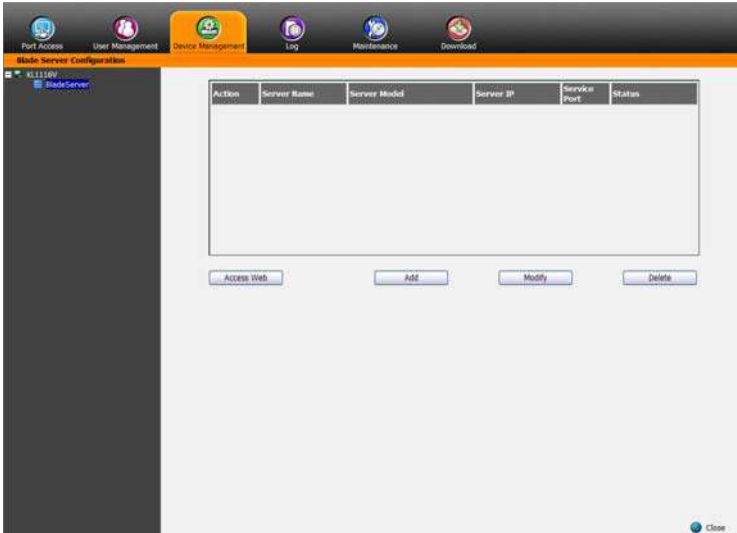 Port Access User Management Device Management Log Maintenance Download
Blade Server Configuration
KL1116V
BladeServer
Action Server Name Server Model Server IP Service Port Status
Access Web Add Modify Delete
Close